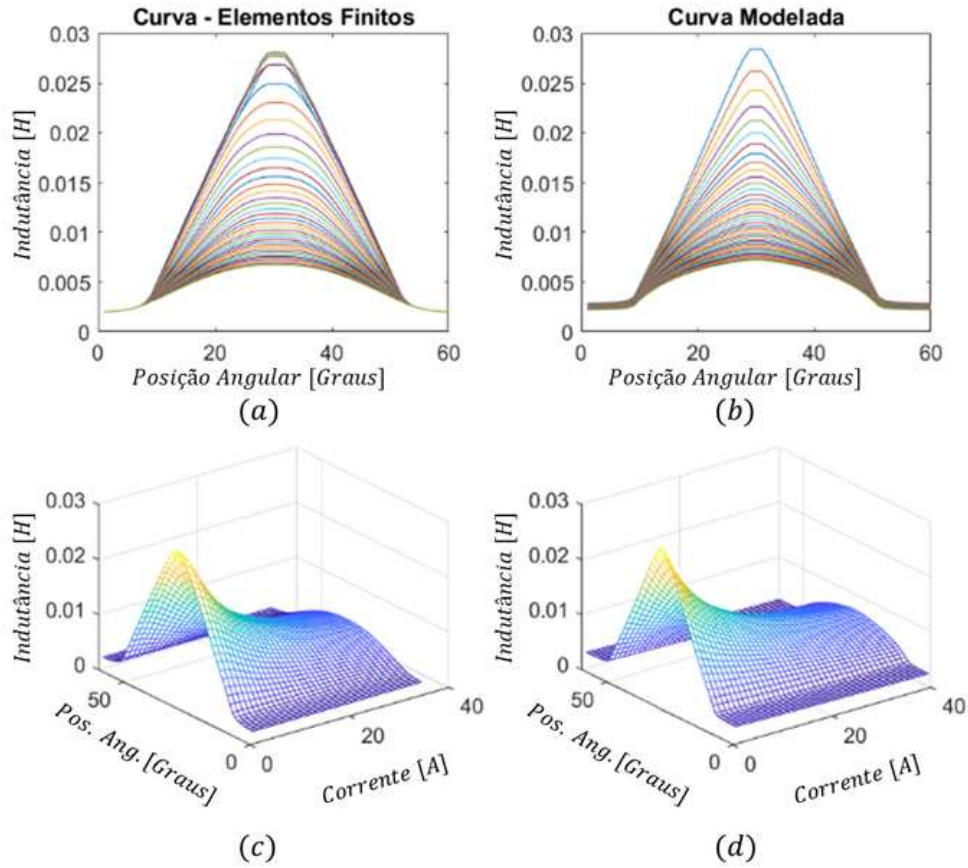 Curva - Elementos Finitos
0.03
0.025
0.02
0.015
0.01
0.005
0
Indutância [H]
0
20
40
60
Posição Angular [Graus]
(a)
Curva Modelada
0.03
0.025
0.02
0.015
0.01
0.005
0
Indutância [H]
0
20
40
60
Posição Angular [Graus]
(b)
0.03
0.02
0.01
0
Indutância [H]
50
0
Pos. Ang. [Graus]
0
20
40
Corrente [A]
(c)
0.03
0.02
0.01
0
Indutância [H]
50
0
Pos. Ang. [Graus]
0
20
40
Corrente [A]
(d)